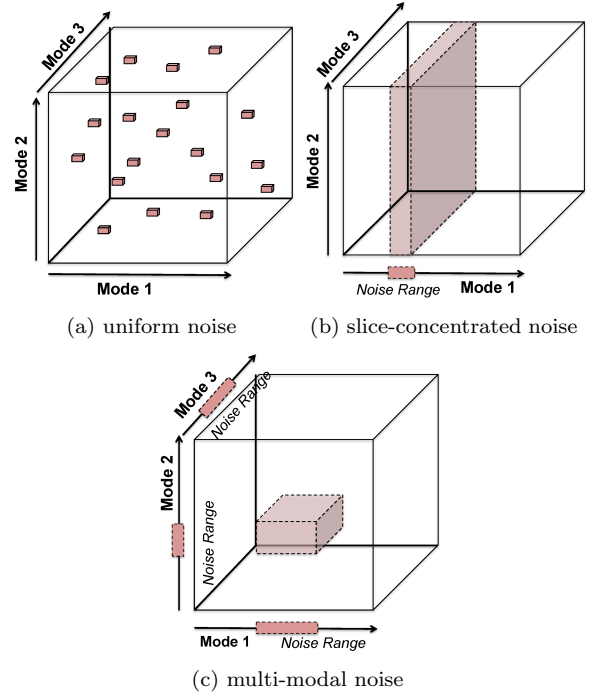 Mode 3
Mode 2
Mode 1
(a) uniform noise
Mode 3
Mode 2
Noise Range
Mode 1
(b) slice-concentrated noise
Mode 3
Noise Range
Mode 2
Noise Range
Mode 1
Noise Range
(c) multi-modal noise